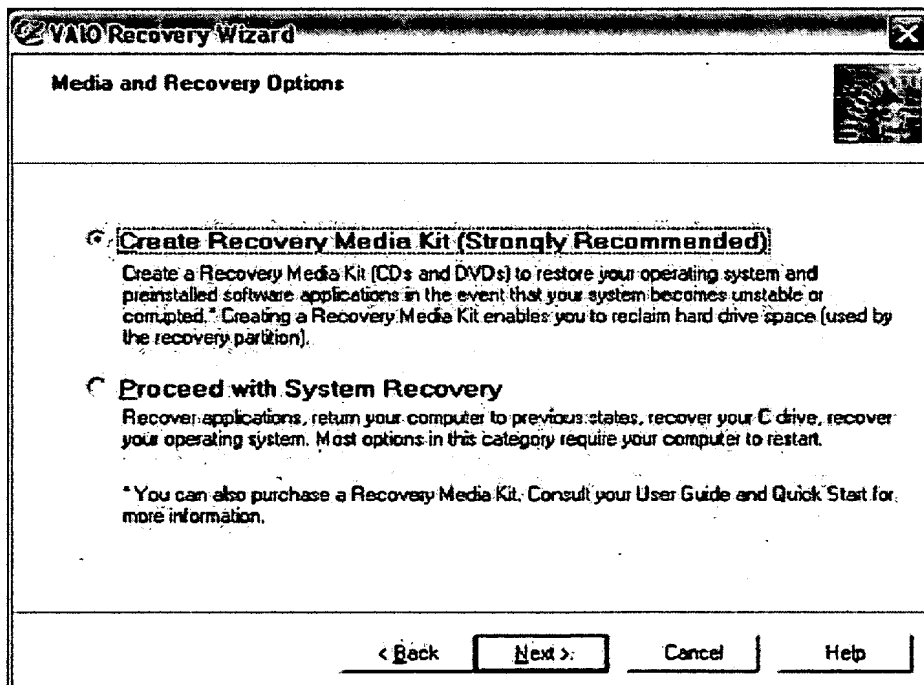 VAIO Recovery Wizard
Media and Recovery Options
Create Recovery Media Kit (Strongly Recommended)
Create a Recovery Media Kit (CDs and DVDs) to restore your operating system and
preinstalled software applications in the event that your system becomes unstable or
corrupted.* Creating a Recovery Media Kit enables you to reclaim hard drive space (used by
the recovery partition).
Proceed with System Recovery
Recover applications, return your computer to previous states, recover your C drive, recover
your operating system. Most options in this category require your computer to restart.
*You can also purchase a Recovery Media Kit. Consult your User Guide and Quick Start for
more information.
< Back
Next >
Cancel
Help